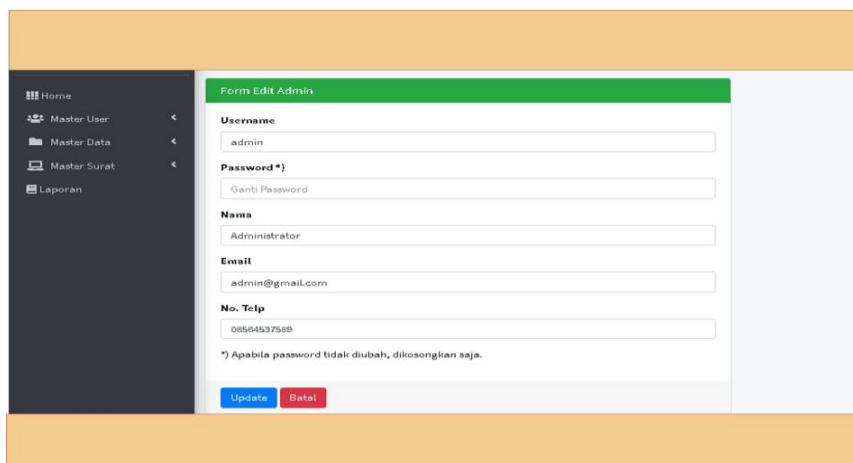 Home
Master User
Master Data
Master Surat
Laporan
Form Edit Admin
Username
admin
Password *}
Ganti Password
Nama
Administrator
Email
admin@gmail.com
No. Telp
08564537589
*) Apabila password tidak diubah, dikosongkan saja.
Update Batal